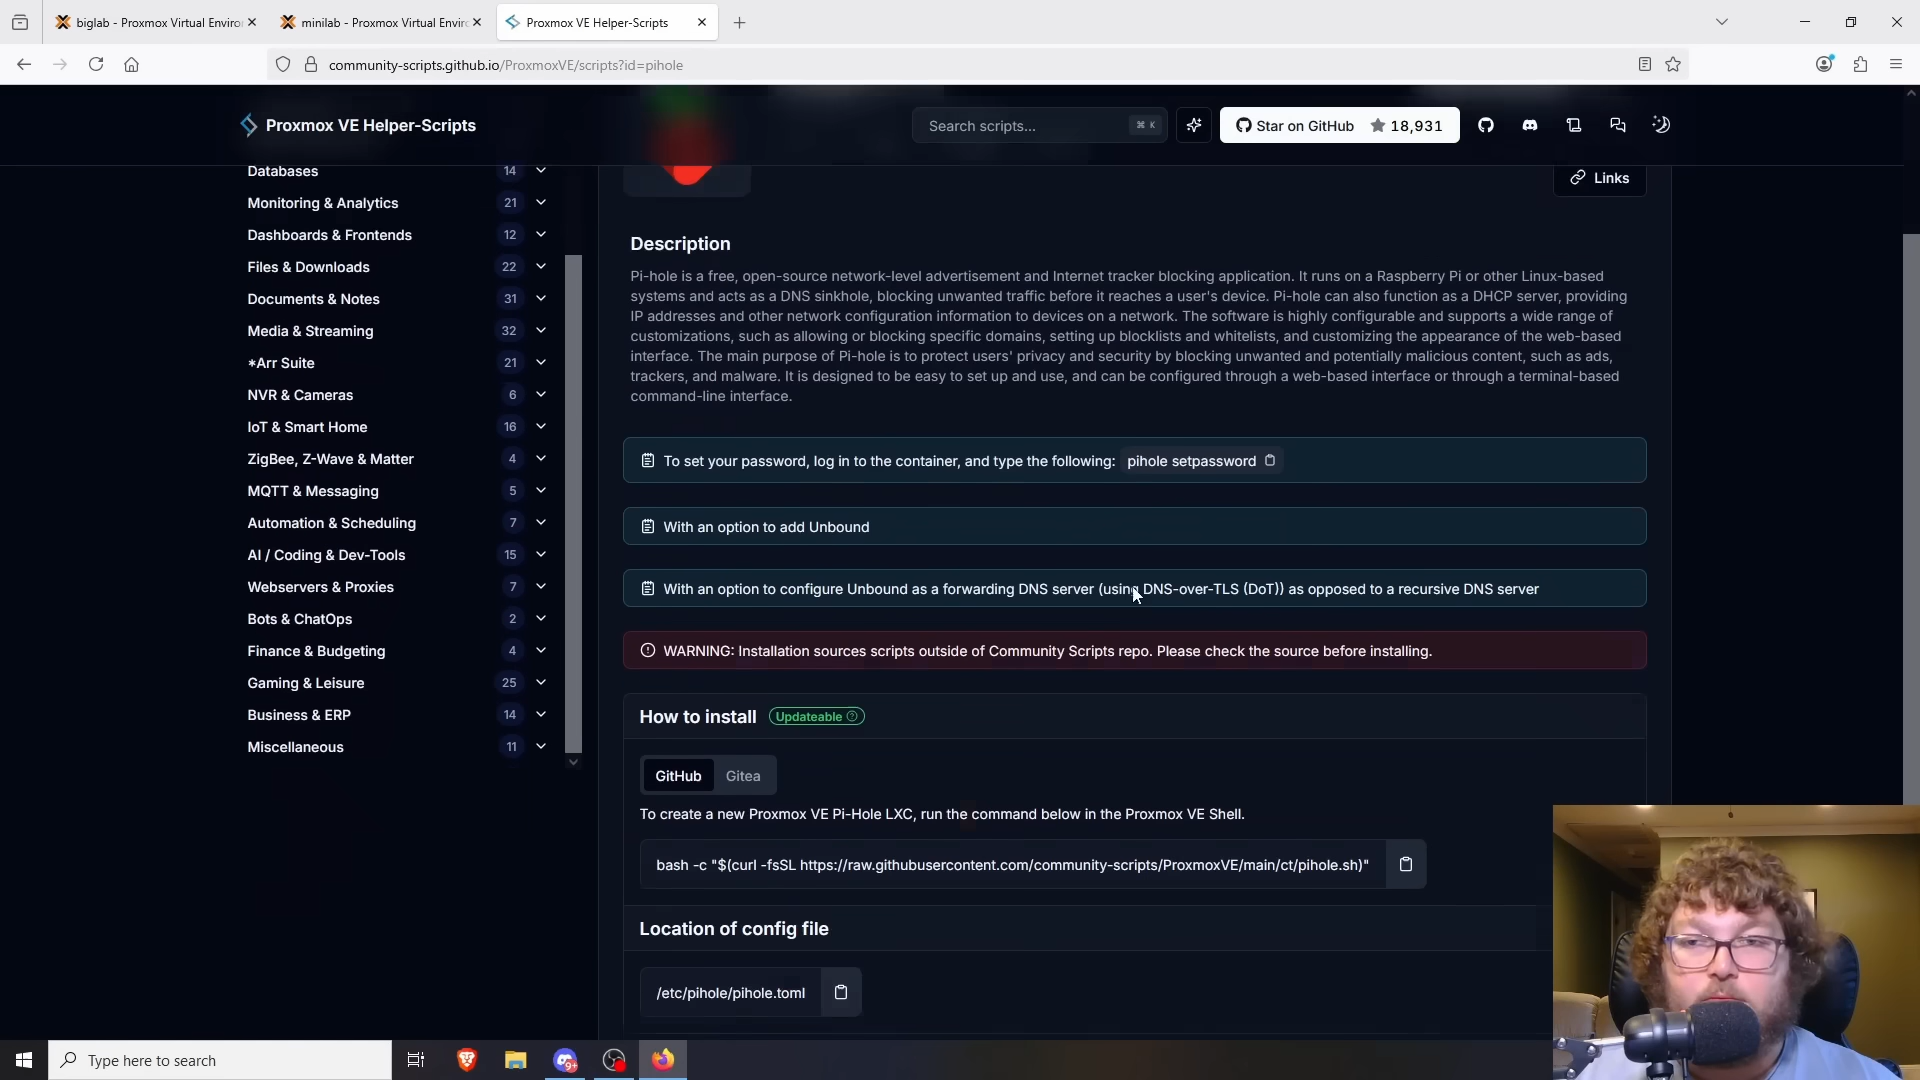 biglab - Proxmox Virtual Enviro
minilab - Proxmox Virtual Envir
Proxmox VE Helper-Scripts
community-scripts.github.io/ProxmoxVE/scripts?id=pihole
Proxmox VE Helper-Scripts
Search scripts...
⌘ K
Star on GitHub
18,931
Databases 14
Monitoring & Analytics 21
Dashboards & Frontends 12
Files & Downloads 22
Documents & Notes 31
Media & Streaming 32
*Arr Suite 21
NVR & Cameras 6
IoT & Smart Home 16
ZigBee, Z-Wave & Matter 4
MQTT & Messaging 5
Automation & Scheduling 7
AI / Coding & Dev-Tools 15
Webservers & Proxies 7
Bots & ChatOps 2
Finance & Budgeting 4
Gaming & Leisure 25
Business & ERP 14
Miscellaneous 11
Links
Description
Pi-hole is a free, open-source network-level advertisement and Internet tracker blocking application. It runs on a Raspberry Pi or other Linux-based
systems and acts as a DNS sinkhole, blocking unwanted traffic before it reaches a user's device. Pi-hole can also function as a DHCP server, providing
IP addresses and other network configuration information to devices on a network. The software is highly configurable and supports a wide range of
customizations, such as allowing or blocking specific domains, setting up blocklists and whitelists, and customizing the appearance of the web-based
interface. The main purpose of Pi-hole is to protect users' privacy and security by blocking unwanted and potentially malicious content, such as ads,
trackers, and malware. It is designed to be easy to set up and use, and can be configured through a web-based interface or through a terminal-based
command-line interface.
To set your password, log in to the container, and type the following: pihole setpassword
With an option to add Unbound
With an option to configure Unbound as a forwarding DNS server (using DNS-over-TLS (DoT)) as opposed to a recursive DNS server
WARNING: Installation sources scripts outside of Community Scripts repo. Please check the source before installing.
How to install Updateable
GitHub Gitea
To create a new Proxmox VE Pi-Hole LXC, run the command below in the Proxmox VE Shell.
bash -c "$(curl -fsSL https://raw.githubusercontent.com/community-scripts/ProxmoxVE/main/ct/pihole.sh)"
Location of config file
/etc/pihole/pihole.toml
Type here to search
9+